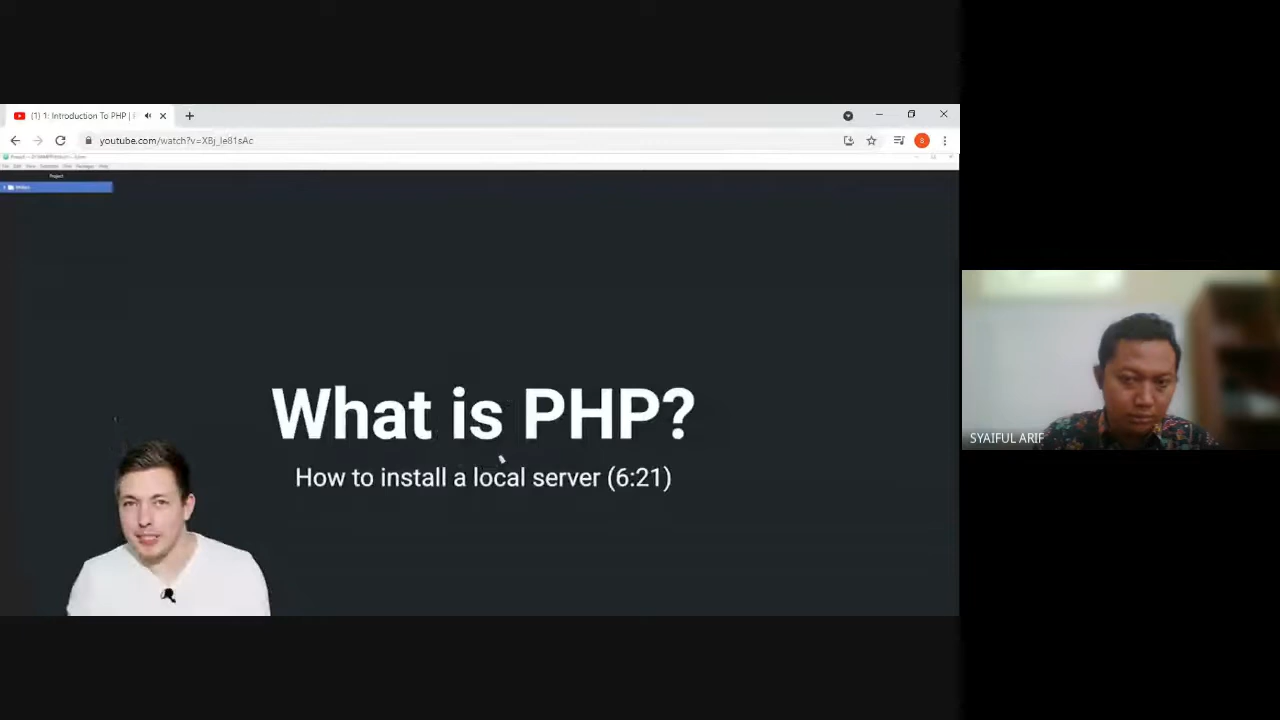 (1) 1: Introduction To PHP |
youtube.com/watch?v=XBj_le81sAc
Project
What is PHP?
How to install a local server (6:21)
SYAIFUL ARIF